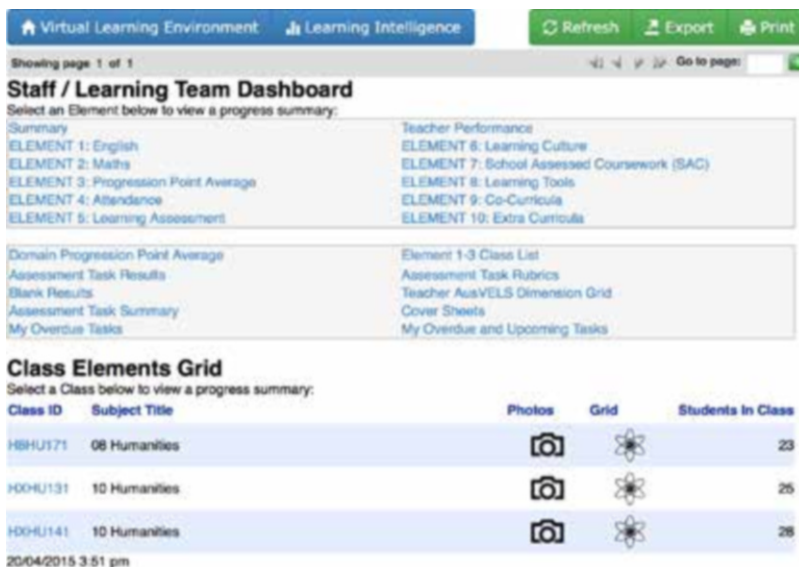 Virtual Learning Environment Learning Intelligence Refresh Export Print
Showing page 1 of 1 Go to page:
Staff / Learning Team Dashboard
Select an Element below to view a progress summary:
Summary Teacher Performance
ELEMENT 1: English ELEMENT 6: Learning Culture
ELEMENT 2: Maths ELEMENT 7: School Assessed Coursework (SAC)
ELEMENT 3: Progression Point Average ELEMENT 8: Learning Tools
ELEMENT 4: Attendance ELEMENT 9: Co-Curricula
ELEMENT 5: Learning Assessment ELEMENT 10: Extra Curricula
Domain Progression Point Average Element 1-3 Class List
Assessment Task Results Assessment Task Rubrics
Blank Results Teacher AusVELS Dimension Grid
Assessment Task Summary Cover Sheets
My Overdue Tasks My Overdue and Upcoming Tasks
Class Elements Grid
Select a Class below to view a progress summary:
Class ID Subject Title Photos Grid Students In Class
08 Humanities 23
HXHU131 10 Humanities 25
HXHU141 10 Humanities 28
20/04/2015 3:51 pm